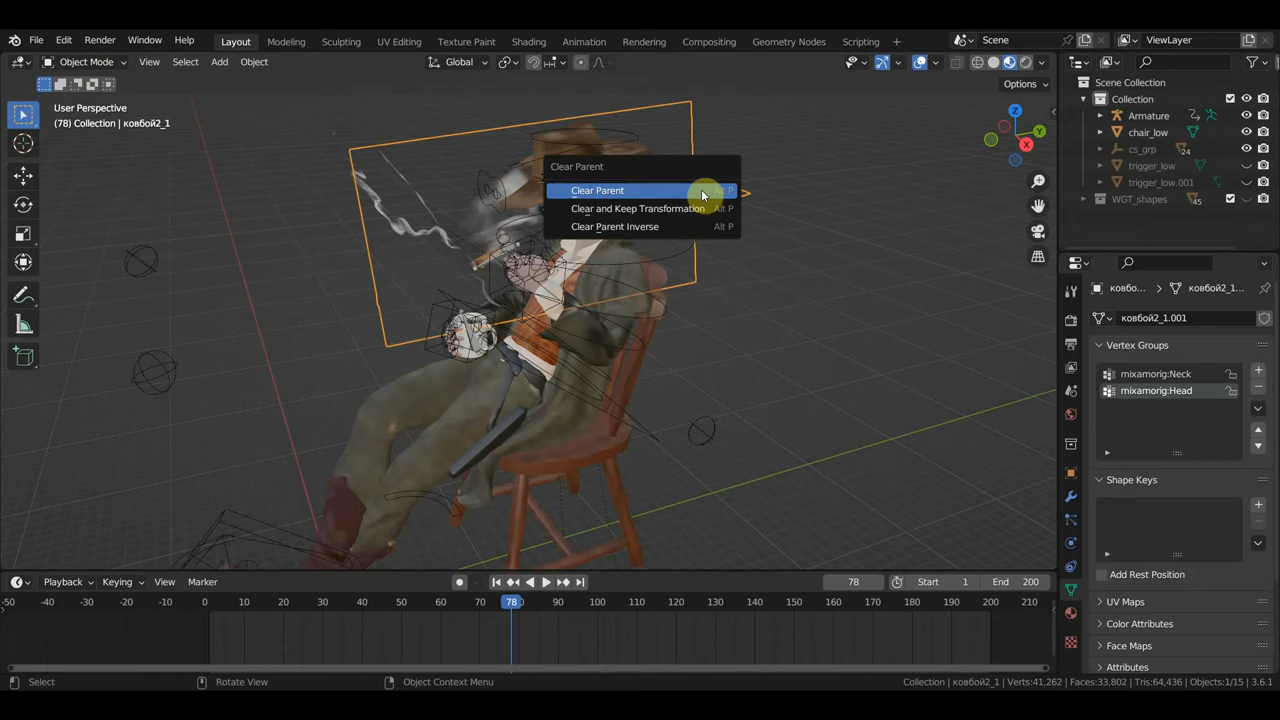 File Edit Render Window Help Layout Modeling Sculpting UV Editing Texture Paint Shading Animation Rendering Compositing Geometry Nodes Scripting + Scene ViewLayer
Object Mode View Select Add Object Global
Options
User Perspective
(78) Collection | ковбой2_1
Z
Y
X
Clear Parent
Clear Parent Alt P
Clear and Keep Transformation Alt P
Clear Parent Inverse Alt P
Scene Collection
Collection
Armature
chair_low
cs_grp 24
trigger_low
trigger_low.001
WGT_shapes 45
ковбо... > ковбой2_1...
ковбой2_1.001
Vertex Groups
mixamorig:Neck
mixamorig:Head
Shape Keys
Add Rest Position
UV Maps
Color Attributes
Face Maps
Attributes
Playback Keying View Marker 78 Start 1 End 200
-50 -40 -30 -20 -10 0 10 20 30 40 50 60 70 78 90 100 110 120 130 140 150 160 170 180 190 200 210
Select Rotate View Object Context Menu Collection | ковбой2_1 | Verts:41,262 | Faces:33,802 | Tris:64,436 | Objects:1/15 | 3.6.1